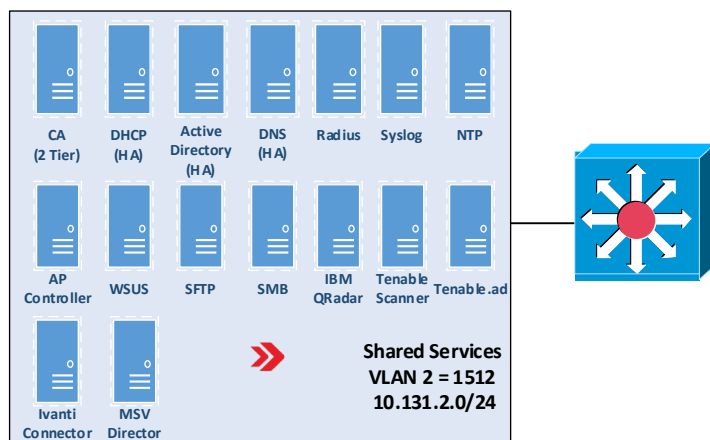 CA
(2 Tier)
DHCP
(HA)
Active
Directory
(HA)
DNS
(HA)
Radius
Syslog
NTP
AP
Controller
WSUS
SFTP
SMB
IBM
QRadar
Tenable
Scanner
Tenable.ad
Ivanti
Connector
MSV
Director
Shared Services
VLAN 2 = 1512
10.131.2.0/24